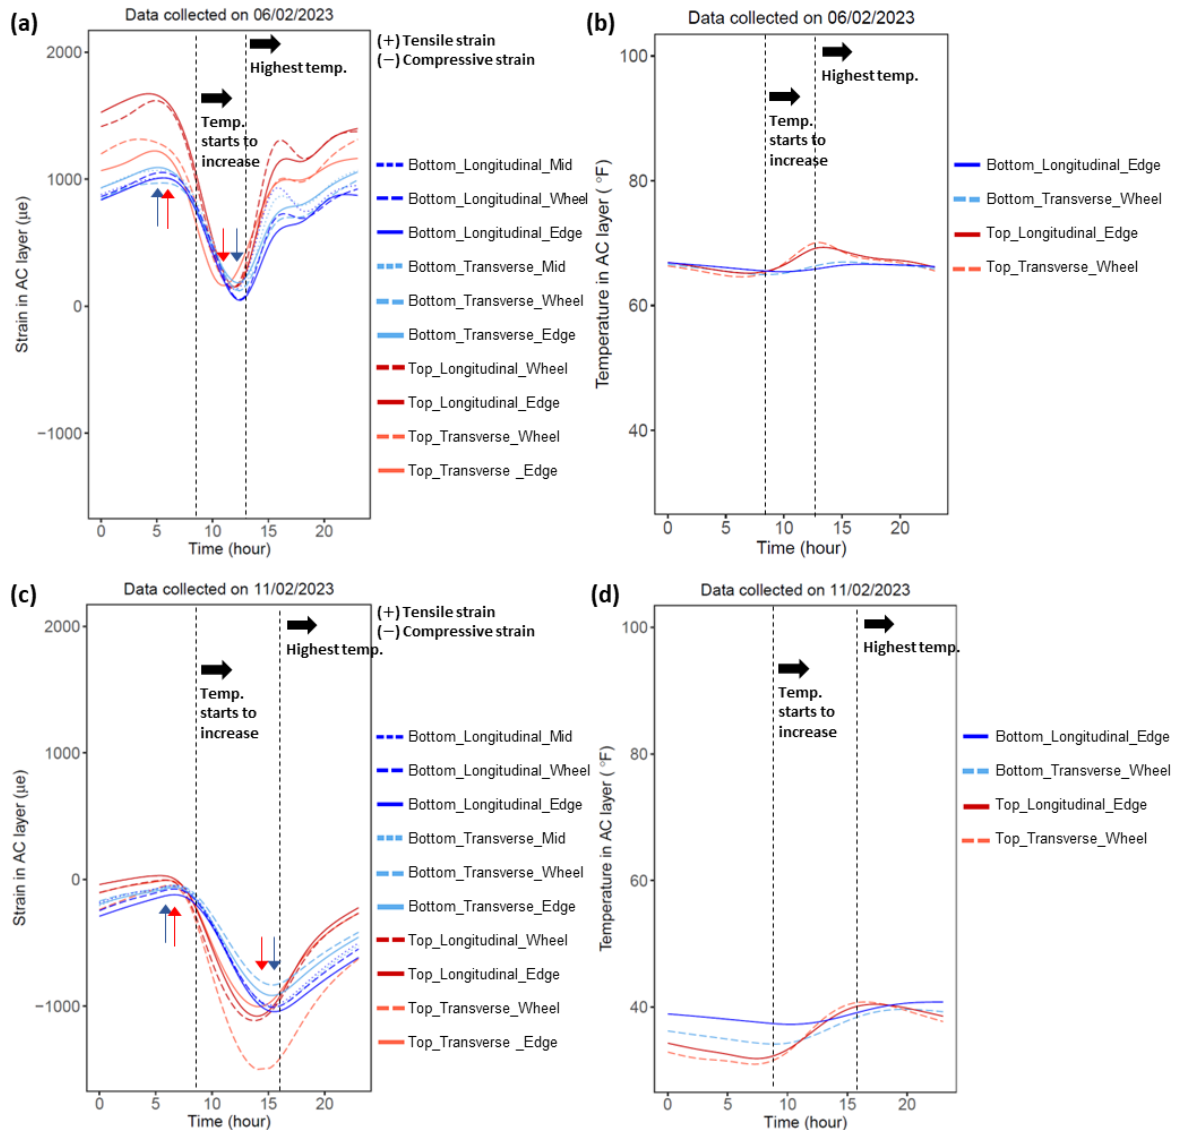 (a)
Data collected on 06/02/2023
2000
1000
0
−1000
Strain in AC layer (µe)
0 5 10 15 20
Time (hour)
Temp.
starts to
increase
Highest temp.
(+) Tensile strain
(−) Compressive strain
Bottom_Longitudinal_Mid
Bottom_Longitudinal_Wheel
Bottom_Longitudinal_Edge
Bottom_Transverse_Mid
Bottom_Transverse_Wheel
Bottom_Transverse_Edge
Top_Longitudinal_Wheel
Top_Longitudinal_Edge
Top_Transverse_Wheel
Top_Transverse _Edge
(b)
Data collected on 06/02/2023
100
80
60
40
Temperature in AC layer ( °F)
0 5 10 15 20
Time (hour)
Temp.
starts to
increase
Highest temp.
Bottom_Longitudinal_Edge
Bottom_Transverse_Wheel
Top_Longitudinal_Edge
Top_Transverse_Wheel
(c)
Data collected on 11/02/2023
2000
1000
0
−1000
Strain in AC layer (µe)
0 5 10 15 20
Time (hour)
Temp.
starts to
increase
Highest temp.
(+) Tensile strain
(−) Compressive strain
Bottom_Longitudinal_Mid
Bottom_Longitudinal_Wheel
Bottom_Longitudinal_Edge
Bottom_Transverse_Mid
Bottom_Transverse_Wheel
Bottom_Transverse_Edge
Top_Longitudinal_Wheel
Top_Longitudinal_Edge
Top_Transverse_Wheel
Top_Transverse _Edge
(d)
Data collected on 11/02/2023
100
80
60
40
Temperature in AC layer ( °F)
0 5 10 15 20
Time (hour)
Temp.
starts to
increase
Highest temp.
Bottom_Longitudinal_Edge
Bottom_Transverse_Wheel
Top_Longitudinal_Edge
Top_Transverse_Wheel